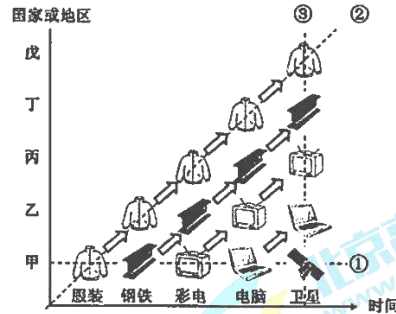 国家或地区
③
②
戊
丁
丙
乙
甲
①
服装 钢铁 彩电 电脑 卫星
时间